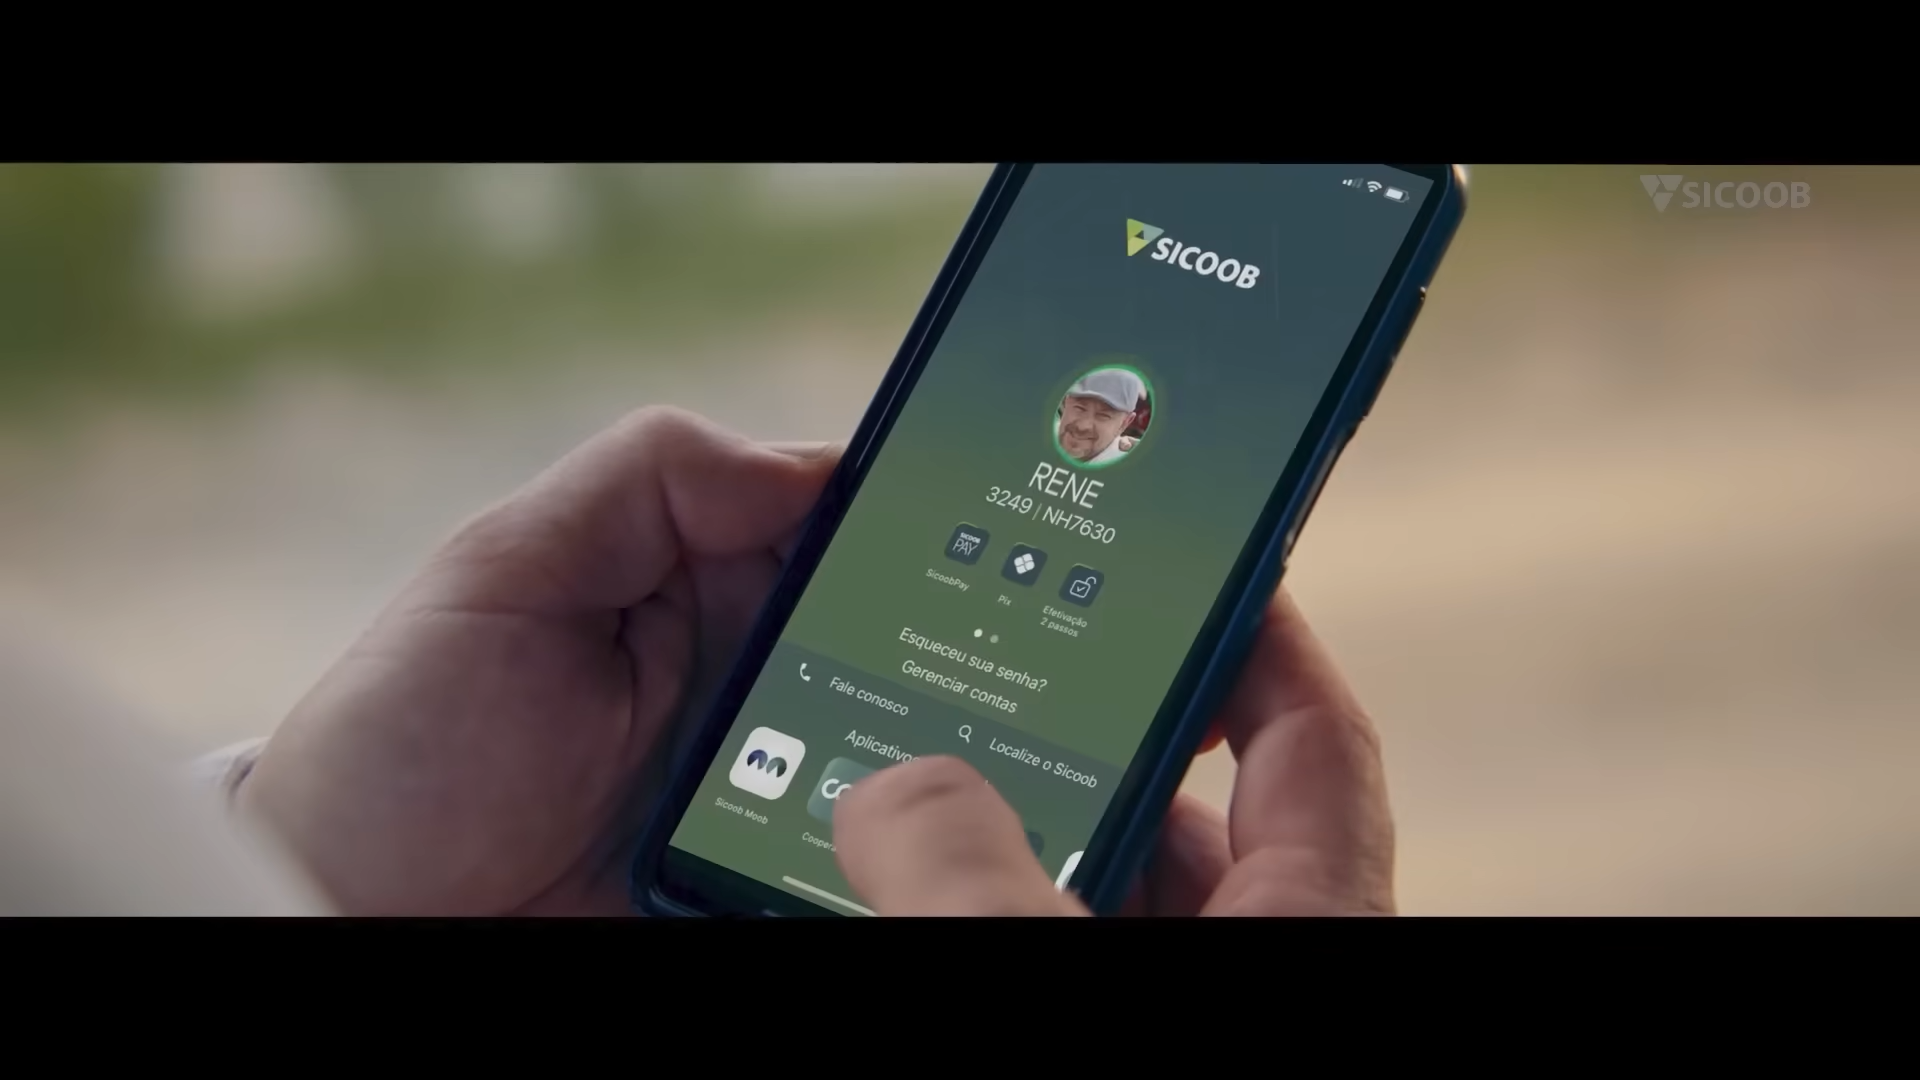 SICOOB
SICOOB
RENE
3249 | NH7630
SICOOB
PAY
SicoobPay
Pix
Efetivação
2 passos
Esqueceu sua senha?
Gerenciar contas
Fale conosco
Localize o Sicoob
Sicoob Moob